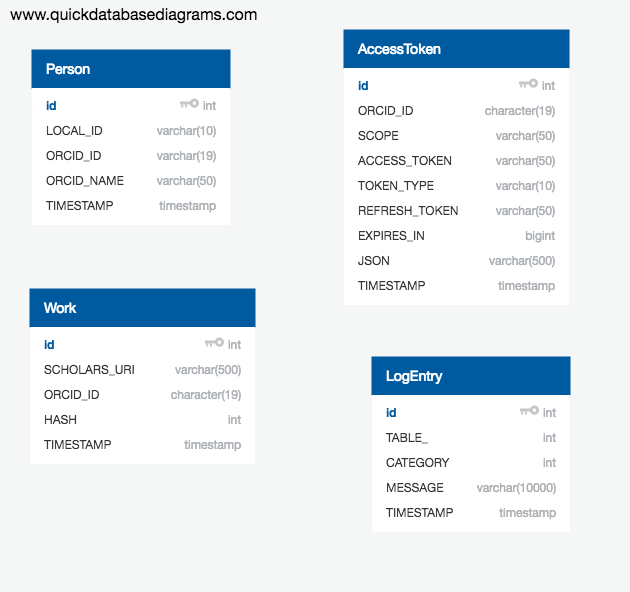 www.quickdatabasediagrams.com
Person
id int
LOCAL_ID varchar(10)
ORCID_ID varchar(19)
ORCID_NAME varchar(50)
TIMESTAMP timestamp
AccessToken
id int
ORCID_ID character(19)
SCOPE varchar(50)
ACCESS_TOKEN varchar(50)
TOKEN_TYPE varchar(10)
REFRESH_TOKEN varchar(50)
EXPIRES_IN bigint
JSON varchar(500)
TIMESTAMP timestamp
Work
id int
SCHOLARS_URI varchar(500)
ORCID_ID character(19)
HASH int
TIMESTAMP timestamp
LogEntry
id int
TABLE_ int
CATEGORY int
MESSAGE varchar(10000)
TIMESTAMP timestamp